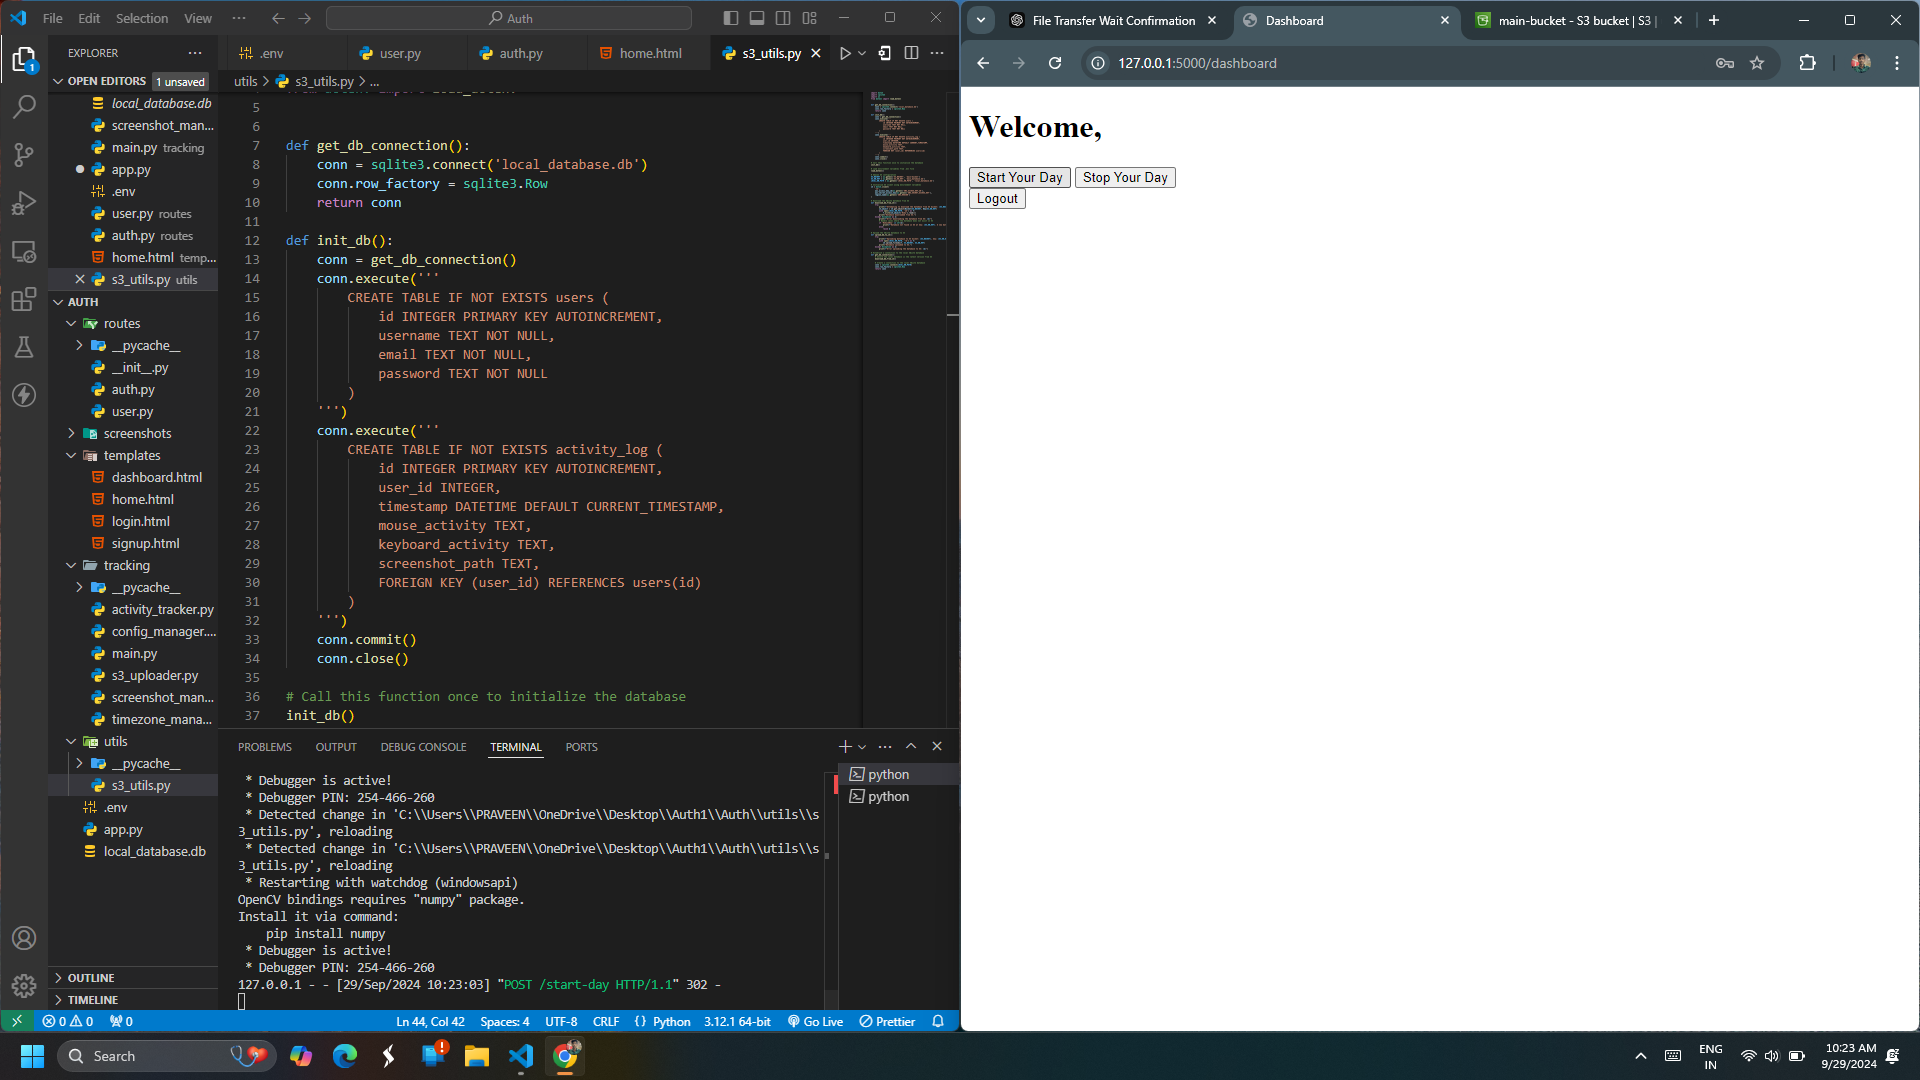 File Edit Selection View ··· Auth
EXPLORER ···
OPEN EDITORS 1 unsaved
local_database.db
screenshot_man...
main.py tracking
app.py
.env
user.py routes
auth.py routes
home.html temp...
s3_utils.py utils
AUTH
routes
__pycache__
__init__.py
auth.py
user.py
screenshots
templates
dashboard.html
home.html
login.html
signup.html
tracking
__pycache__
activity_tracker.py
config_manager....
main.py
s3_uploader.py
screenshot_man...
timezone_mana...
utils
__pycache__
s3_utils.py
.env
app.py
local_database.db
OUTLINE
TIMELINE
.env user.py auth.py home.html s3_utils.py
utils > s3_utils.py > ...
5
6
7 def get_db_connection():
8 conn = sqlite3.connect('local_database.db')
9 conn.row_factory = sqlite3.Row
10 return conn
11
12 def init_db():
13 conn = get_db_connection()
14 conn.execute('''
15 CREATE TABLE IF NOT EXISTS users (
16 id INTEGER PRIMARY KEY AUTOINCREMENT,
17 username TEXT NOT NULL,
18 email TEXT NOT NULL,
19 password TEXT NOT NULL
20 )
21 ''')
22 conn.execute('''
23 CREATE TABLE IF NOT EXISTS activity_log (
24 id INTEGER PRIMARY KEY AUTOINCREMENT,
25 user_id INTEGER,
26 timestamp DATETIME DEFAULT CURRENT_TIMESTAMP,
27 mouse_activity TEXT,
28 keyboard_activity TEXT,
29 screenshot_path TEXT,
30 FOREIGN KEY (user_id) REFERENCES users(id)
31 )
32 ''')
33 conn.commit()
34 conn.close()
35
36 # Call this function once to initialize the database
37 init_db()
PROBLEMS OUTPUT DEBUG CONSOLE TERMINAL PORTS
* Debugger is active!
* Debugger PIN: 254-466-260
* Detected change in 'C:\\Users\\PRAVEEN\\OneDrive\\Desktop\\Auth1\\Auth\\utils\\s
3_utils.py', reloading
* Detected change in 'C:\\Users\\PRAVEEN\\OneDrive\\Desktop\\Auth1\\Auth\\utils\\s
3_utils.py', reloading
* Restarting with watchdog (windowsapi)
OpenCV bindings requires "numpy" package.
Install it via command:
pip install numpy
* Debugger is active!
* Debugger PIN: 254-466-260
127.0.0.1 - - [29/Sep/2024 10:23:03] "POST /start-day HTTP/1.1" 302 -
python
python
0 0 0 Ln 44, Col 42 Spaces: 4 UTF-8 CRLF {} Python 3.12.1 64-bit Go Live Prettier
File Transfer Wait Confirmation
Dashboard
main-bucket - S3 bucket | S3 |
127.0.0.1:5000/dashboard
Welcome,
Start Your Day Stop Your Day
Logout
Search
ENG
IN
10:23 AM
9/29/2024